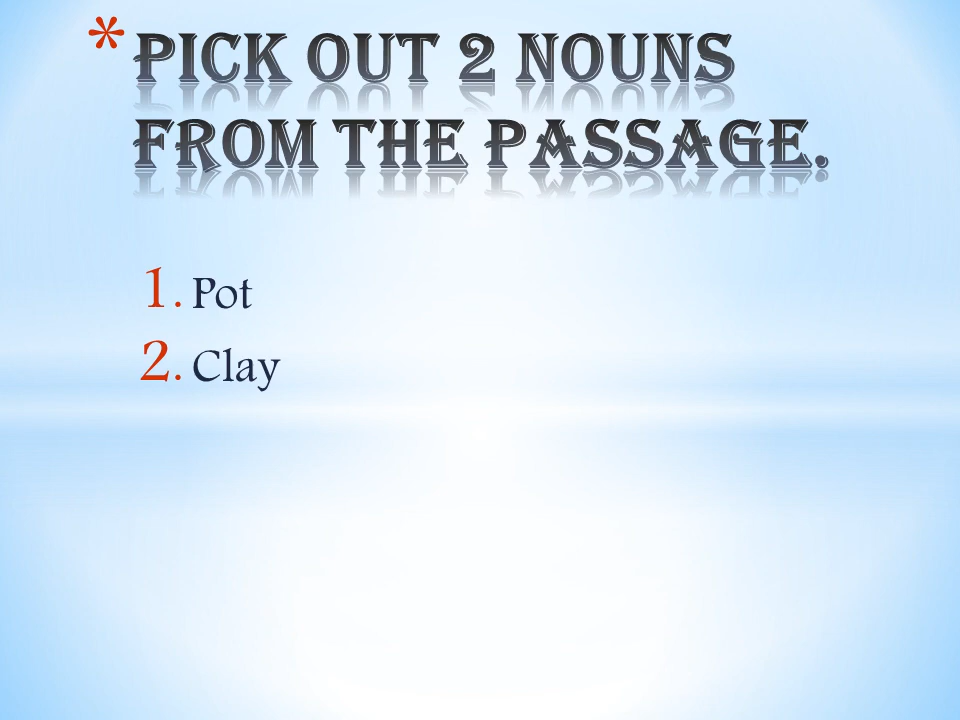 * PICK OUT 2 NOUNS
FROM THE PASSAGE.
1. Pot
2. Clay